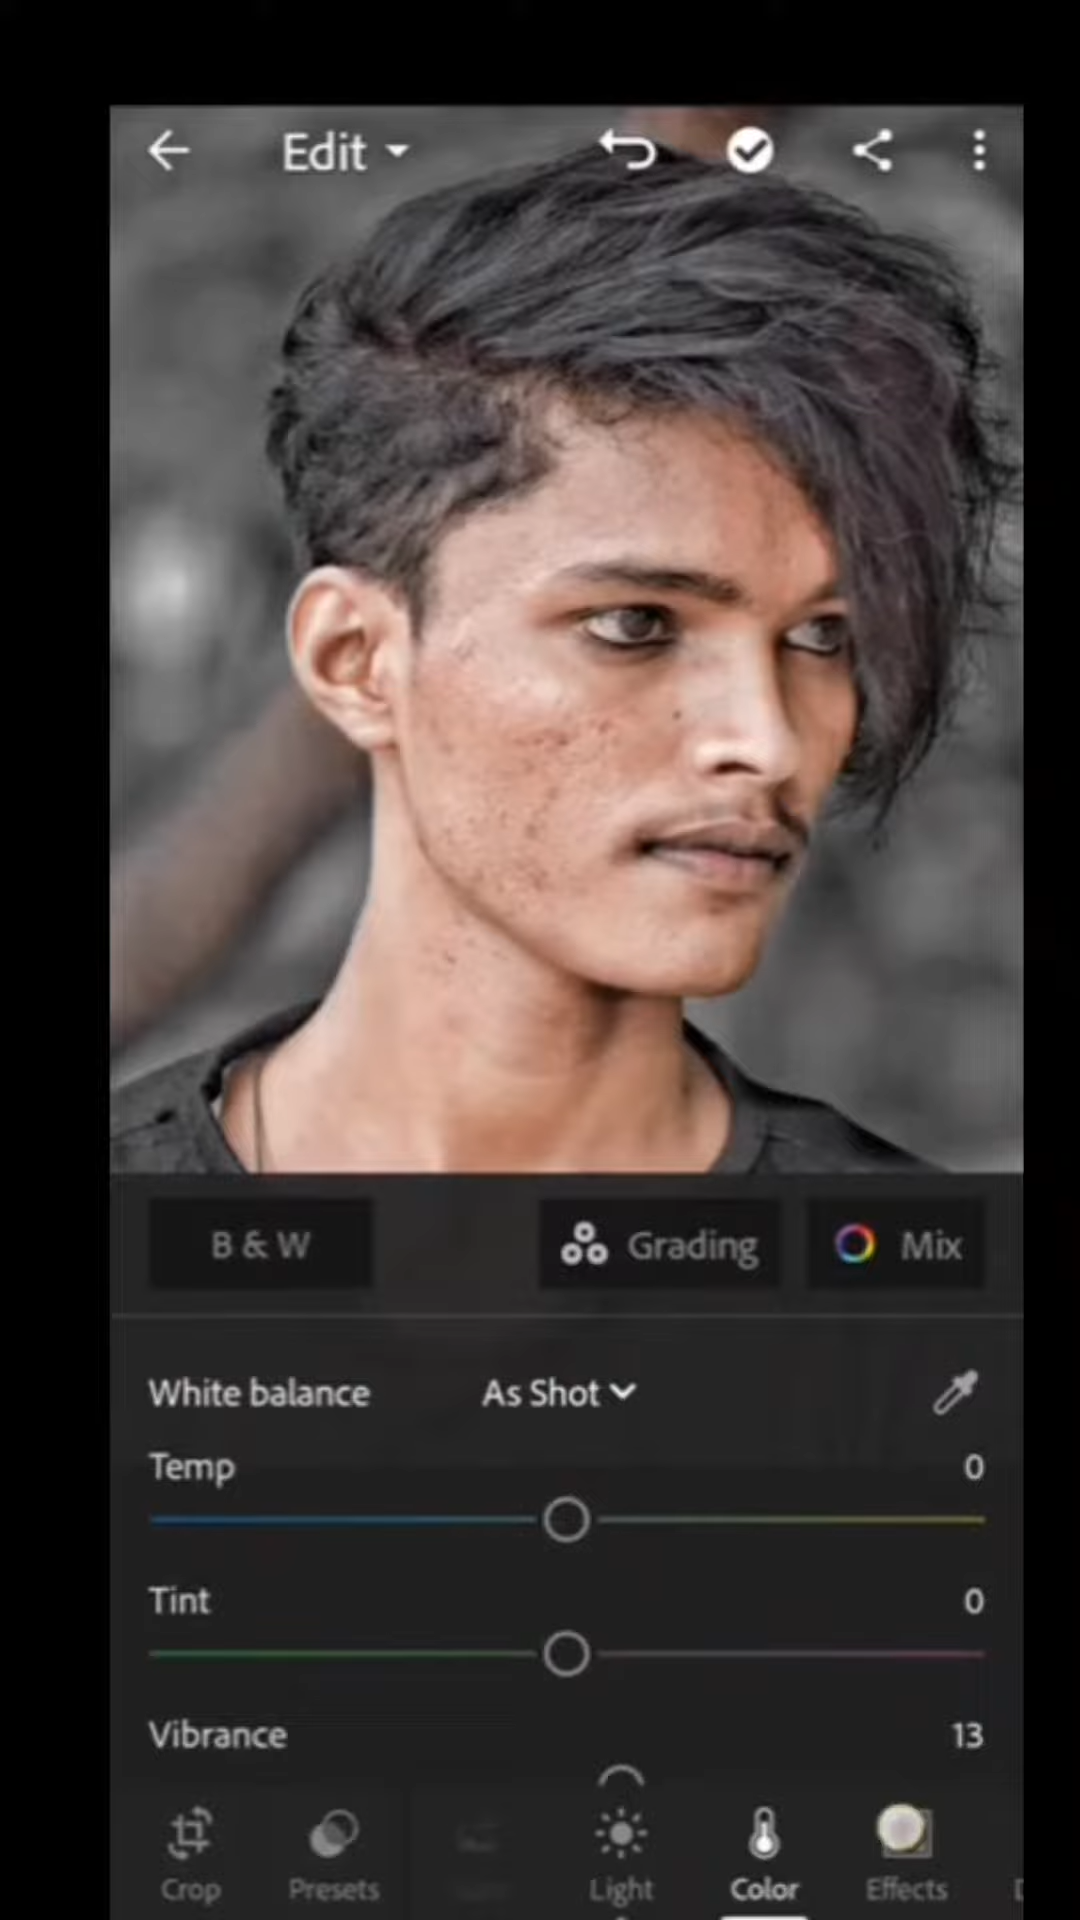 Edit
B & W
Grading
Mix
White balance
As Shot
Temp
0
Tint
0
Vibrance
13
Crop
Presets
Light
Color
Effects